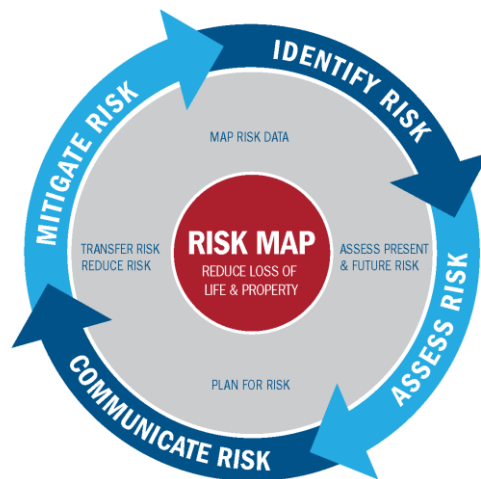 IDENTIFY RISK
MITIGATE RISK
MAP RISK DATA
TRANSFER RISK
REDUCE RISK
RISK MAP
REDUCE LOSS OF
LIFE & PROPERTY
ASSESS PRESENT
& FUTURE RISK
ASSESS RISK
PLAN FOR RISK
COMMUNICATE RISK